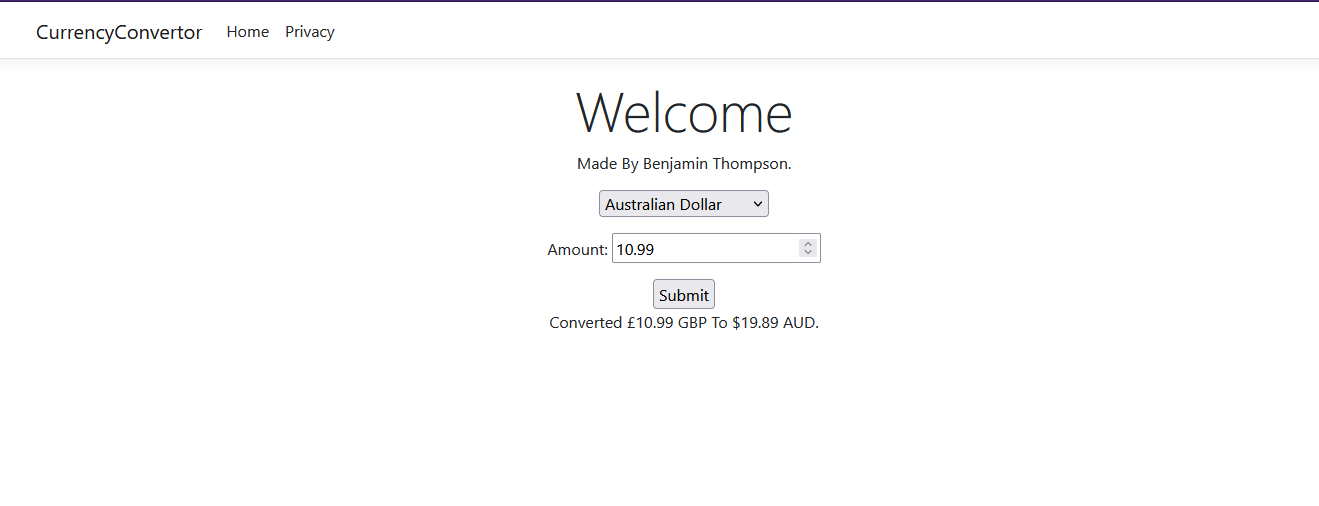 CurrencyConvertor Home Privacy
Welcome
Made By Benjamin Thompson.
Australian Dollar
Amount: 10.99
Submit
Converted £10.99 GBP To $19.89 AUD.